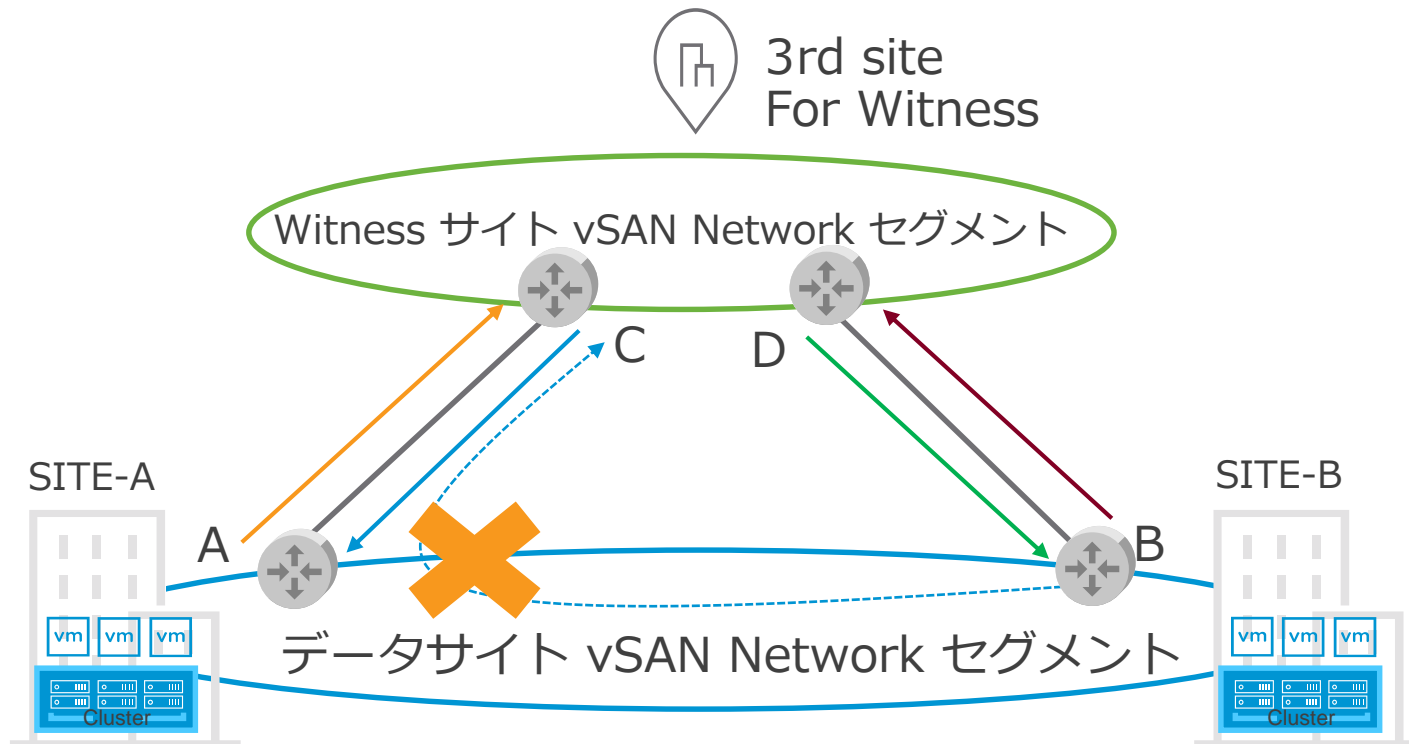 3rd site
For Witness
Witness サイト vSAN Network セグメント
C
D
SITE-A
SITE-B
A
B
vm vm vm
vm vm vm
データサイト vSAN Network セグメント
Cluster
Cluster